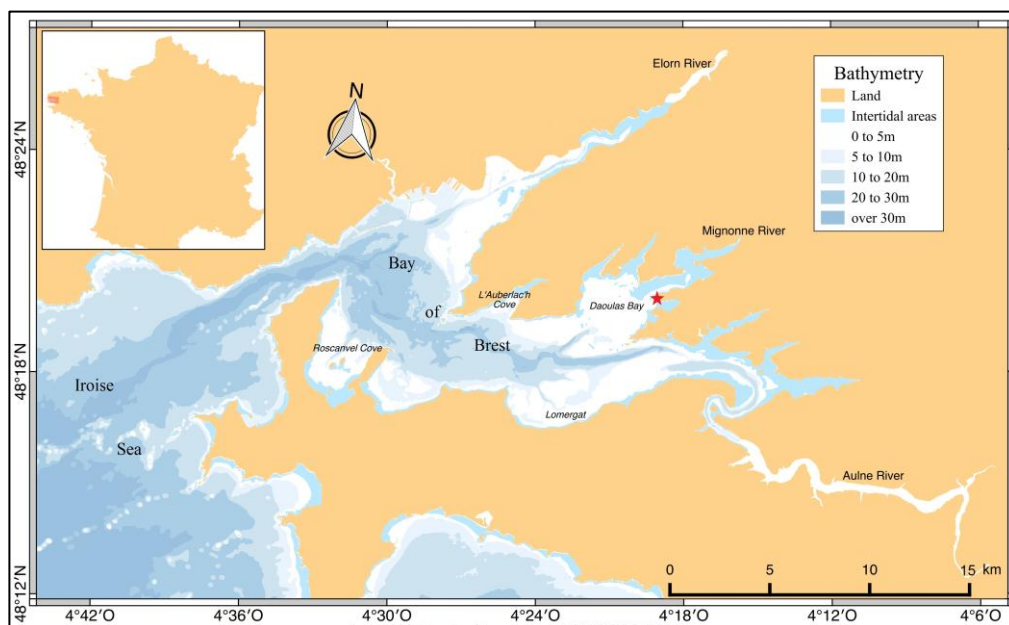 N
Elorn River
Bathymetry
Land
Intertidal areas
0 to 5m
5 to 10m
10 to 20m
20 to 30m
over 30m
48°24'N
Mignonne River
Bay
L'Auberlac'h
Cove
Daoulas Bay
of
Roscanvel Cove
Brest
48°18'N
Iroise
Lomergat
Sea
Aulne River
0 5 10 15 km
48°12'N
4°42'O 4°36'O 4°30'O 4°24'O 4°18'O 4°12'O 4°6'O